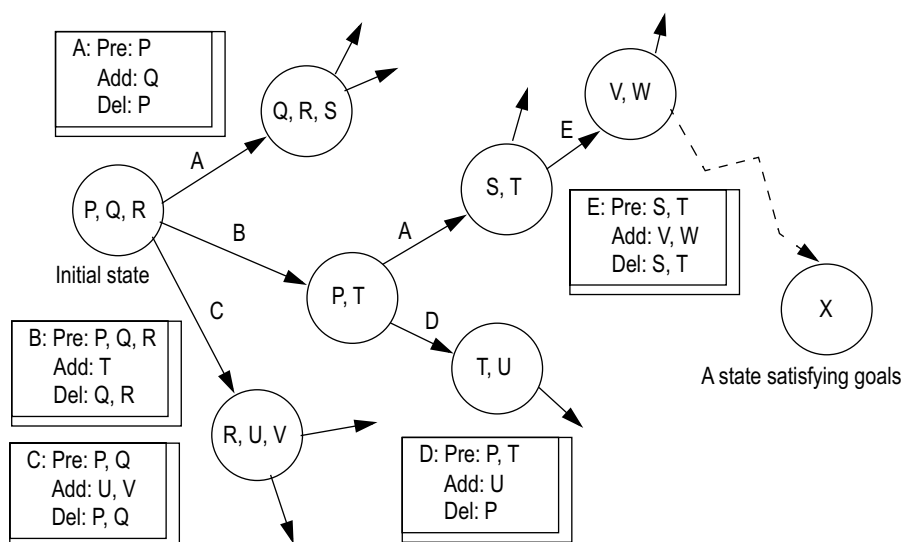 A: Pre: P
Add: Q
Del: P
Q, R, S
V, W
E
A
S, T
P, Q, R
B
A
E: Pre: S, T
Add: V, W
Del: S, T
Initial state
P, T
X
C
D
B: Pre: P, Q, R
Add: T
Del: Q, R
T, U
A state satisfying goals
R, U, V
C: Pre: P, Q
Add: U, V
Del: P, Q
D: Pre: P, T
Add: U
Del: P